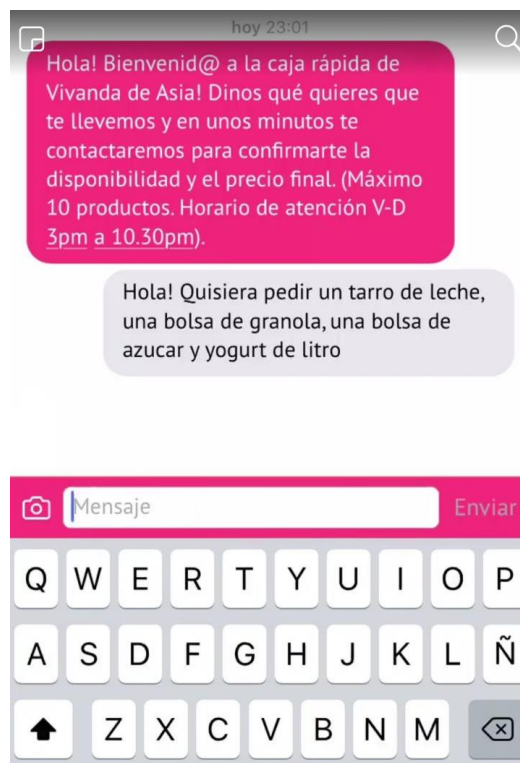 hoy 23:01
Hola! Bienvenid@ a la caja rápida de
Vivanda de Asia! Dinos qué quieres que
te llevemos y en unos minutos te
contactaremos para confirmarte la
disponibilidad y el precio final. (Máximo
10 productos. Horario de atención V-D
3pm a 10.30pm).
Hola! Quisiera pedir un tarro de leche,
una bolsa de granola, una bolsa de
azucar y yogurt de litro
Mensaje Enviar
Q W E R T Y U I O P
A S D F G H J K L Ñ
Z X C V B N M